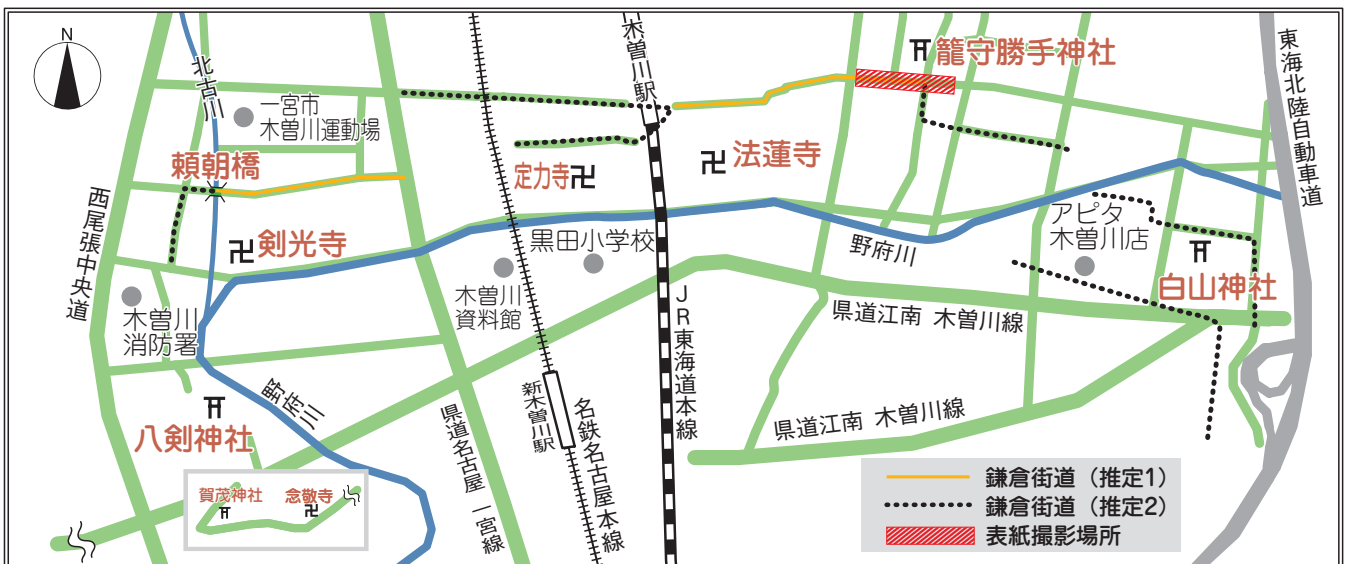 N
北古川
一宮市
木曽川運動場
頼朝橋
西尾張中央道
剣光寺
木曽川
消防署
八剣神社
野府川
賀茂神社
念敬寺
木曽川駅
定力寺
法蓮寺
籠守勝手神社
東海北陸自動車道
黒田小学校
木曽川
資料館
新木曽川駅
名鉄名古屋本線
県道名古屋 一宮線
JR東海道本線
野府川
アピタ
木曽川店
白山神社
県道江南 木曽川線
県道江南 木曽川線
鎌倉街道（推定1）
鎌倉街道（推定2）
表紙撮影場所